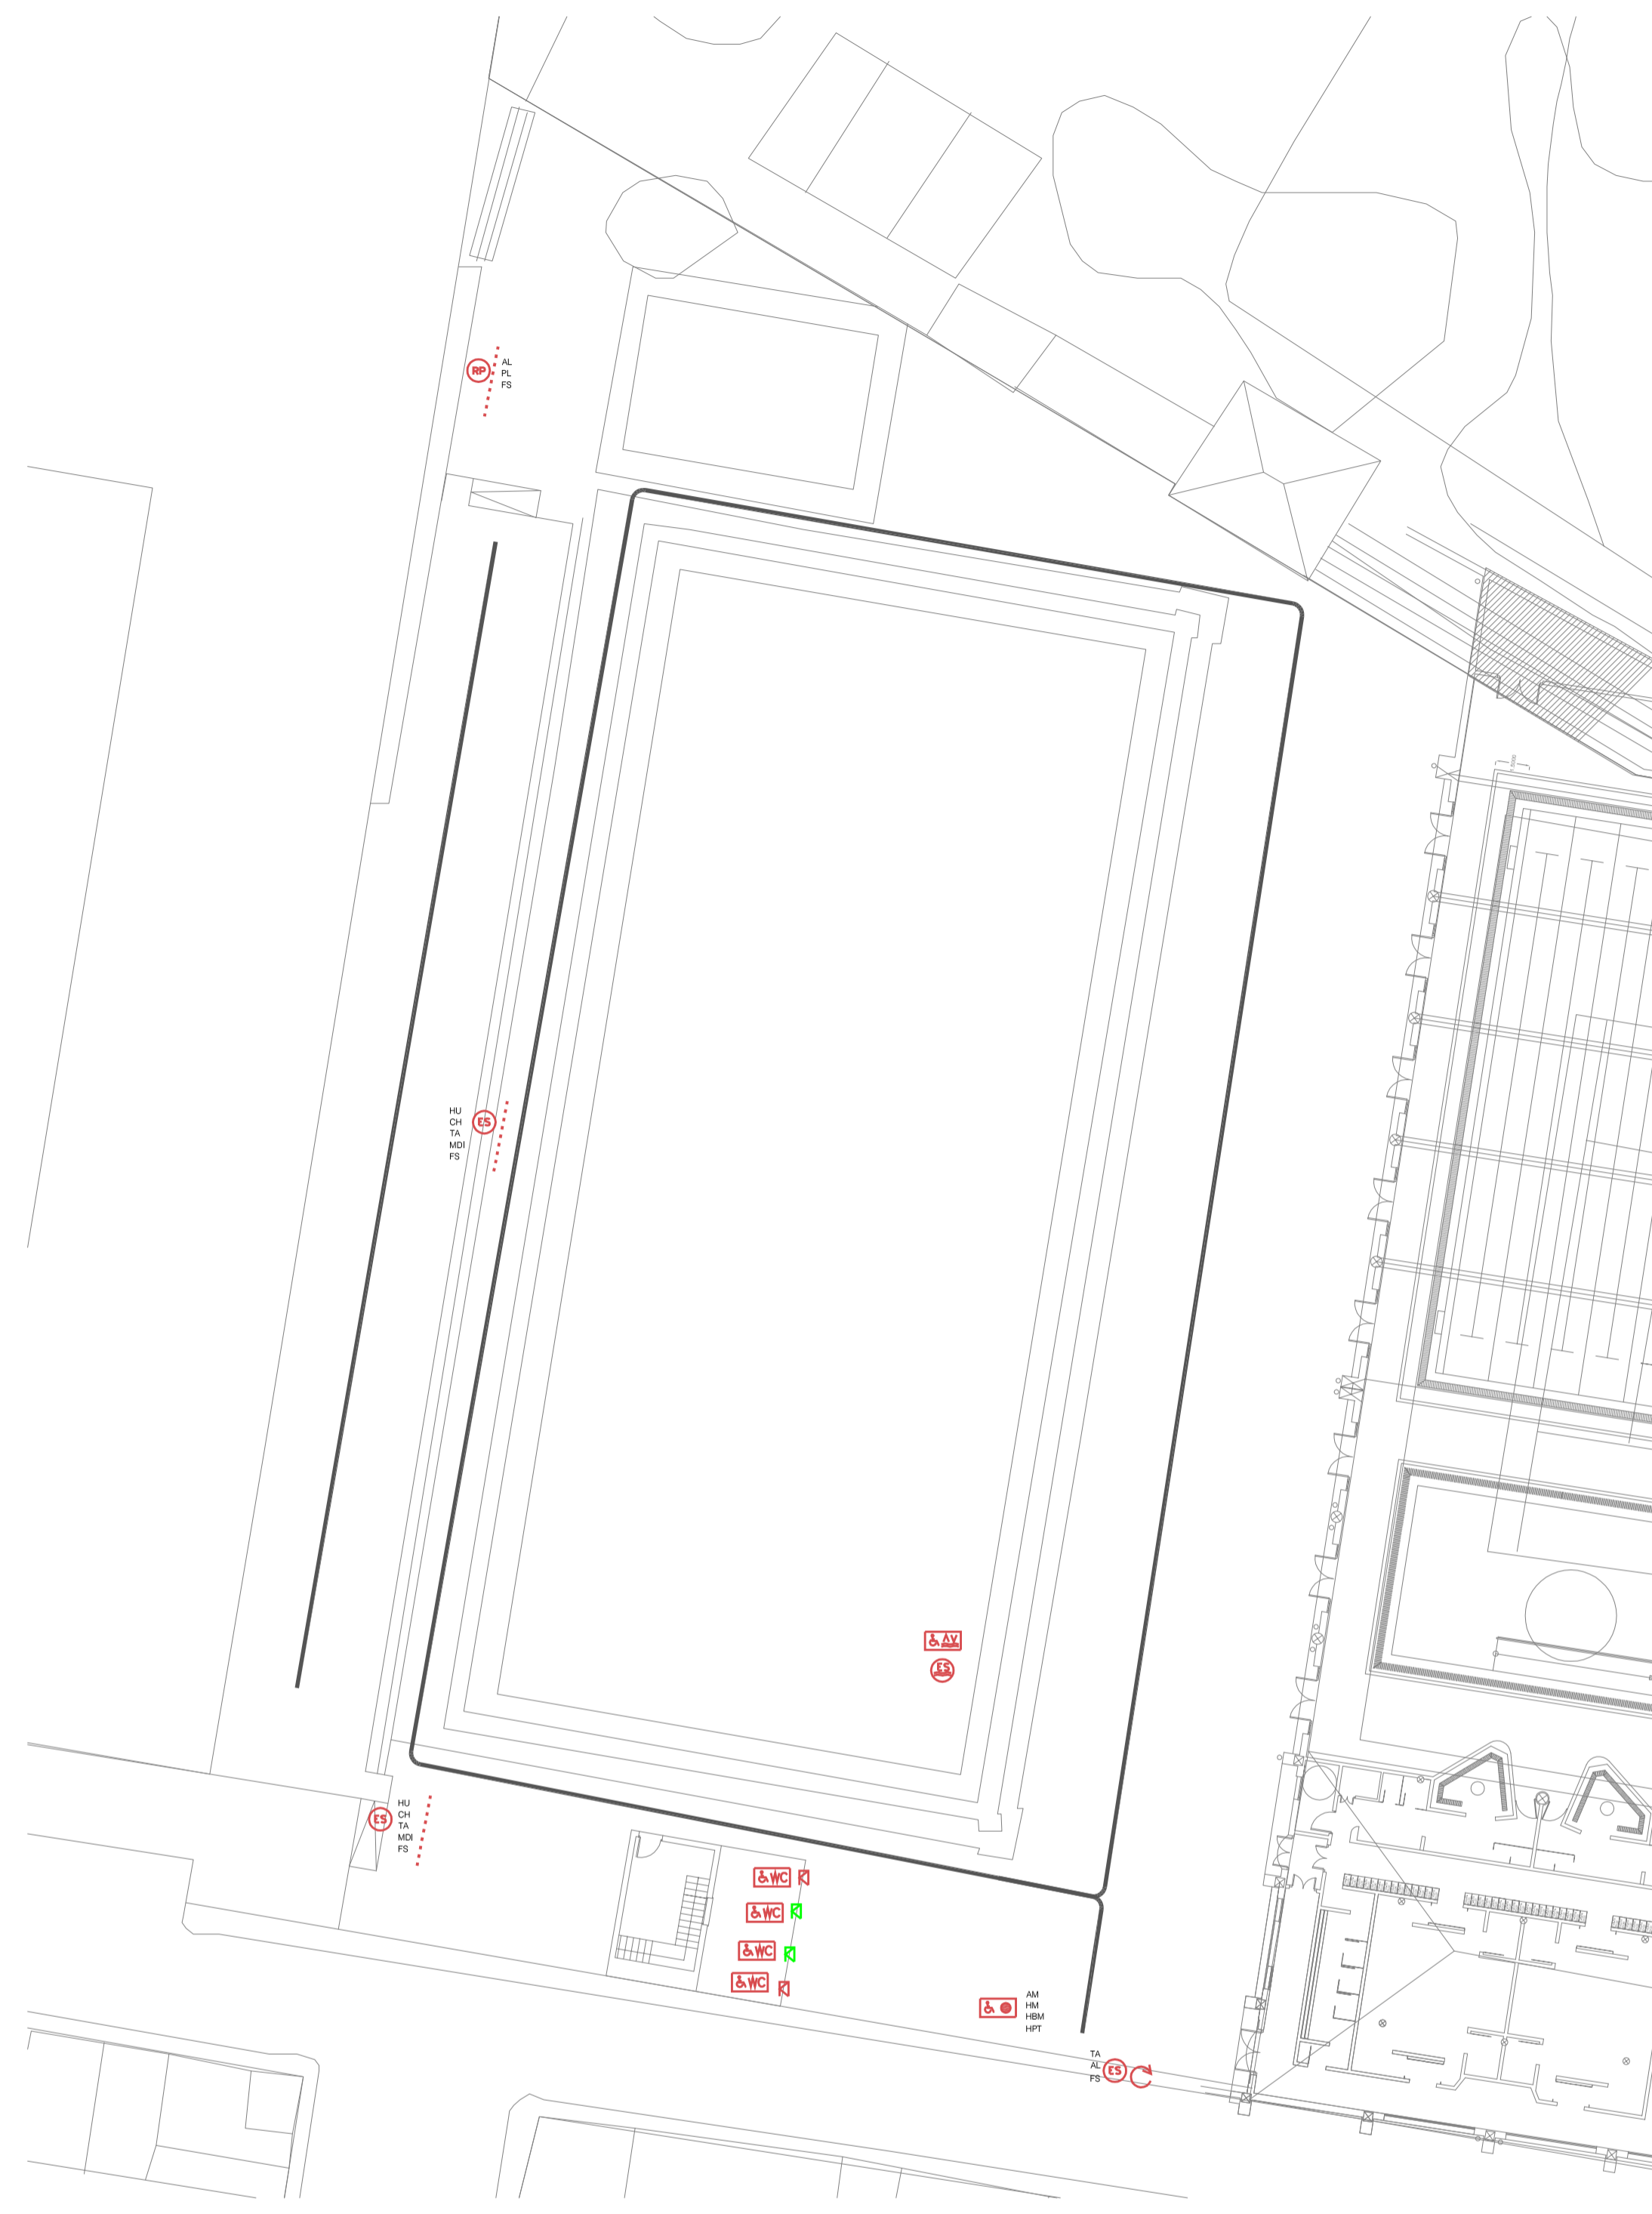 RP
AL
PL
FS
HU
CH
TA
MDI
FS
ES
AV
ES
ES
HU
CH
TA
MDI
FS
WC
WC
WC
WC
AM
HM
HBM
HPT
TA
AL
FS
ES